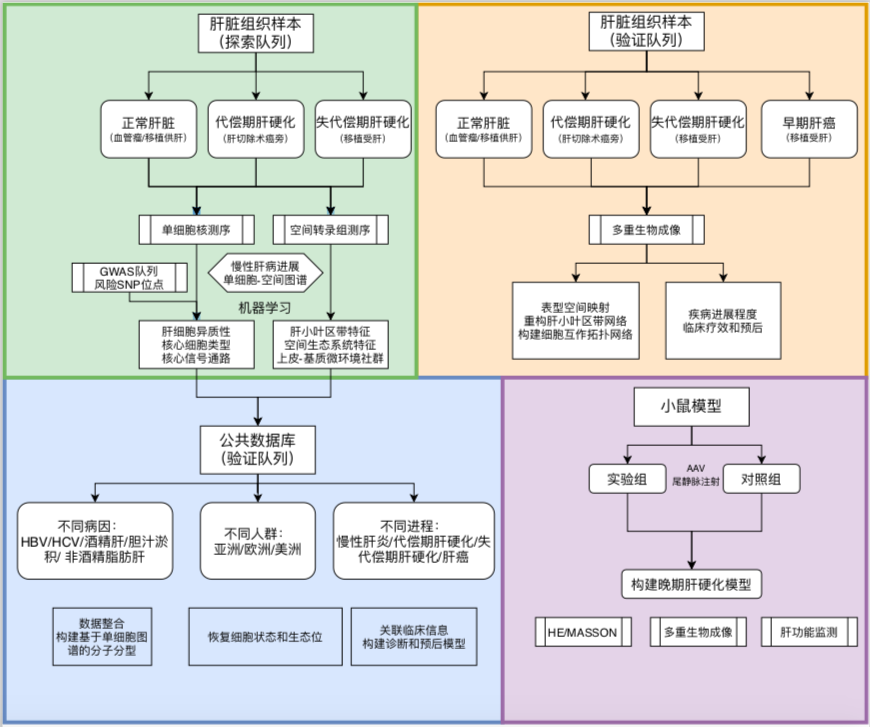 肝脏组织样本
（探索队列）
正常肝脏
(血管瘤/移植供肝)
代偿期肝硬化
(肝切除术癌旁)
失代偿期肝硬化
(移植受肝)
单细胞核测序
空间转录组测序
GWAS队列
风险SNP位点
慢性肝病进展
单细胞-空间图谱
机器学习
肝细胞异质性
核心细胞类型
核心信号通路
肝小叶区带特征
空间生态系统特征
上皮-基质微环境社群
肝脏组织样本
（验证队列）
正常肝脏
(血管瘤/移植供肝)
代偿期肝硬化
(肝切除术癌旁)
失代偿期肝硬化
(移植受肝)
早期肝癌
(移植受肝)
多重生物成像
表型空间映射
重构肝小叶区带网络
构建细胞互作拓扑网络
疾病进展程度
临床疗效和预后
公共数据库
（验证队列）
不同病因：
HBV/HCV/酒精肝/胆汁淤
积/ 非酒精脂肪肝
不同人群：
亚洲/欧洲/美洲
不同进程：
慢性肝炎/代偿期肝硬化/失
代偿期肝硬化/肝癌
数据整合
构建基于单细胞图
谱的分子分型
恢复细胞状态和生态位
关联临床信息
构建诊断和预后模型
小鼠模型
实验组
AAV
尾静脉注射
对照组
构建晚期肝硬化模型
HE/MASSON
多重生物成像
肝功能监测